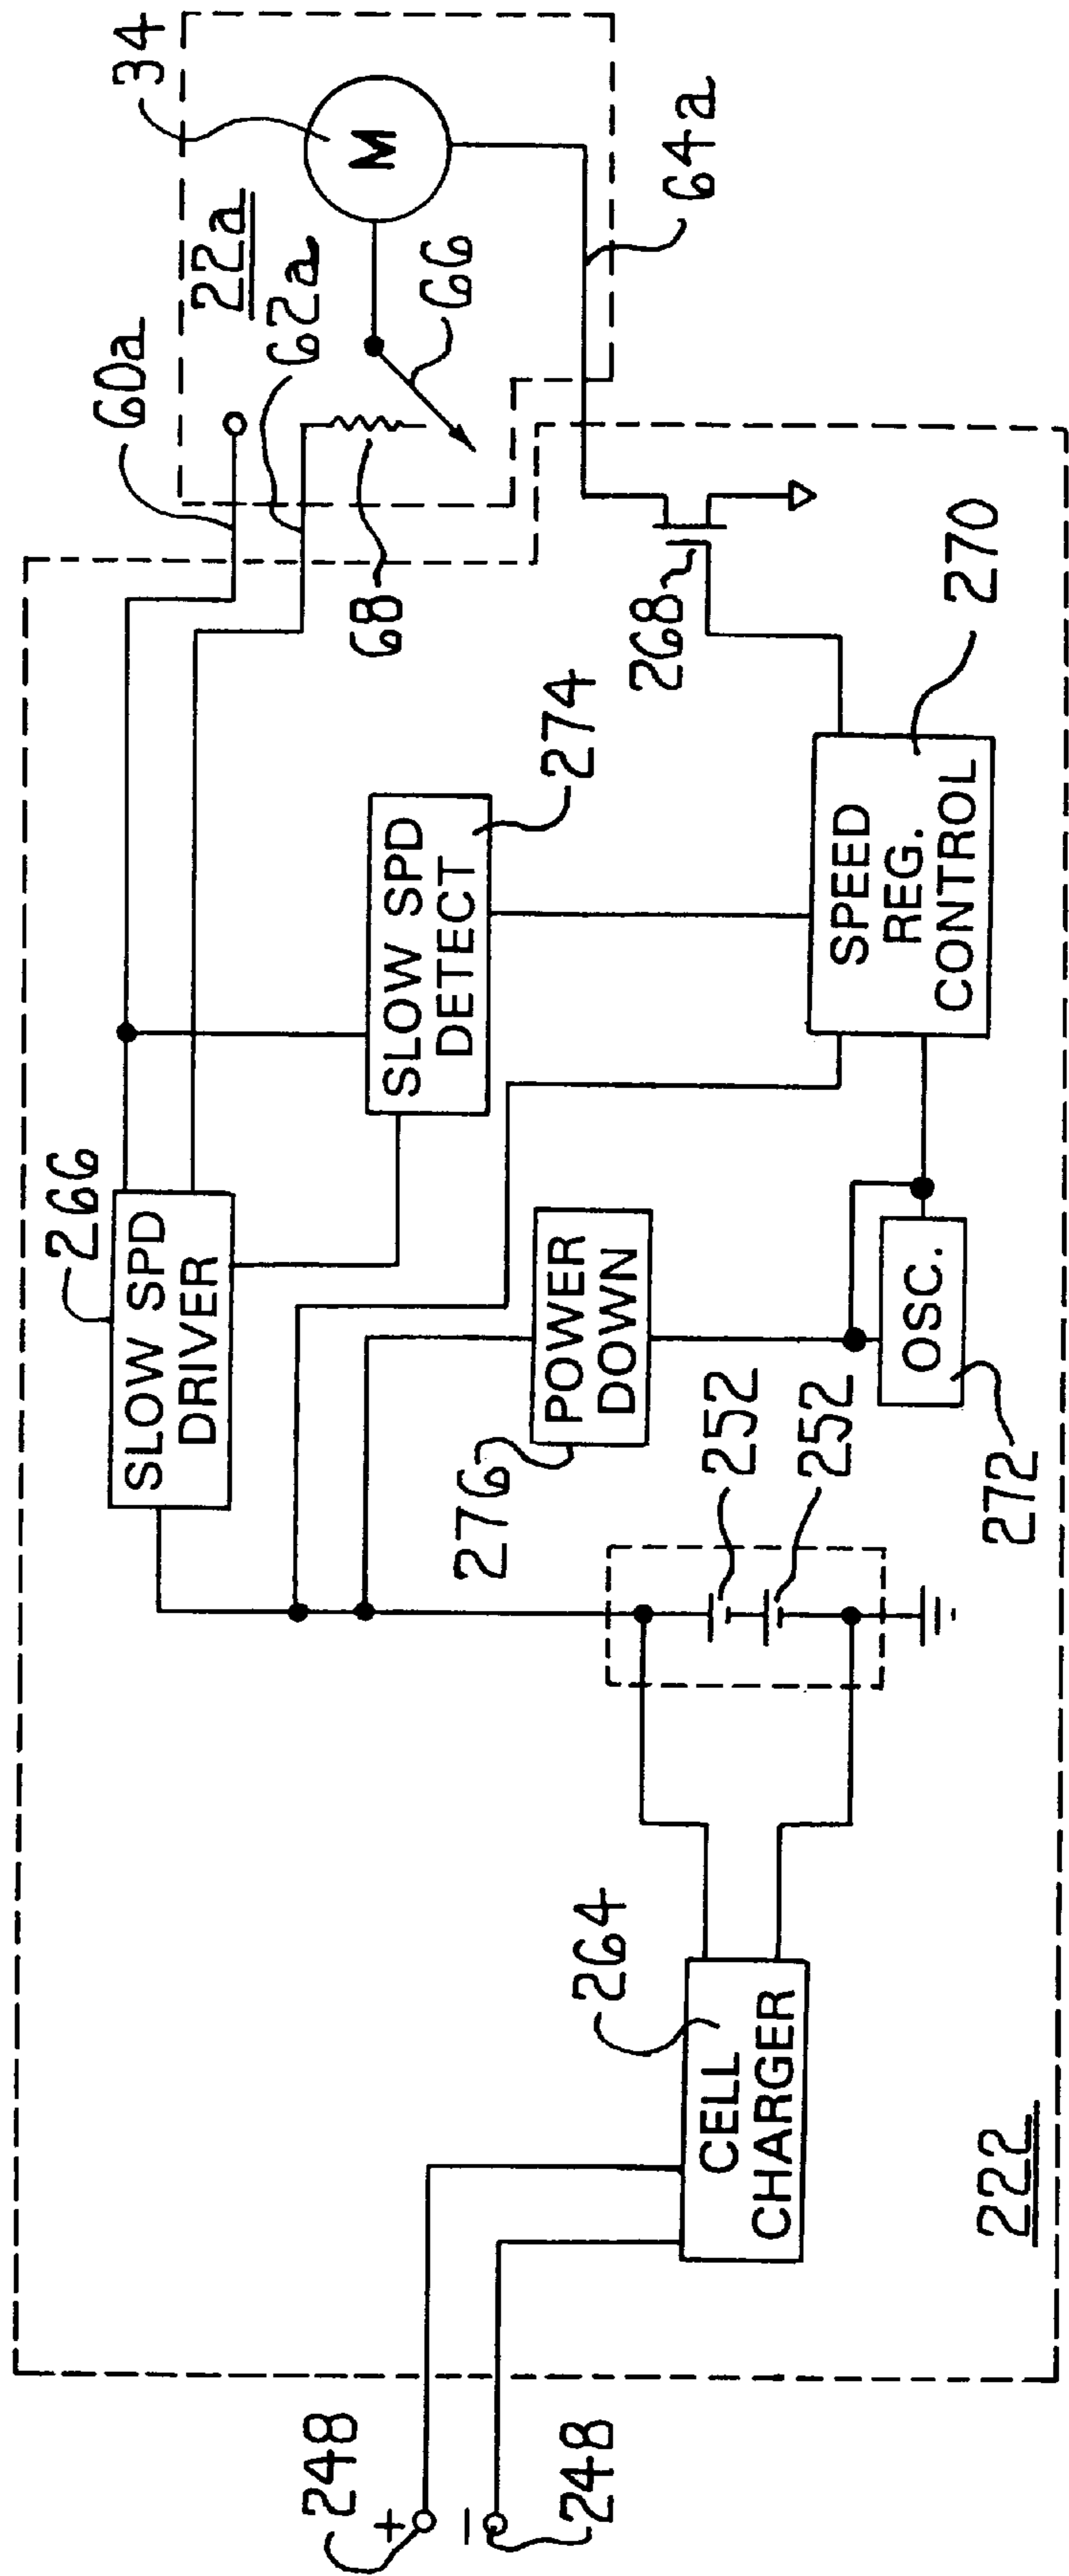 34
22a
60a
62a
66
64a
68
268
270
274
266
SLOW SPD
DRIVER
SLOW SPD
DETECT
SPEED
REG.
CONTROL
POWER
DOWN
OSC.
276
252
252
272
264
CELL
CHARGER
222
248
+
−
248
M